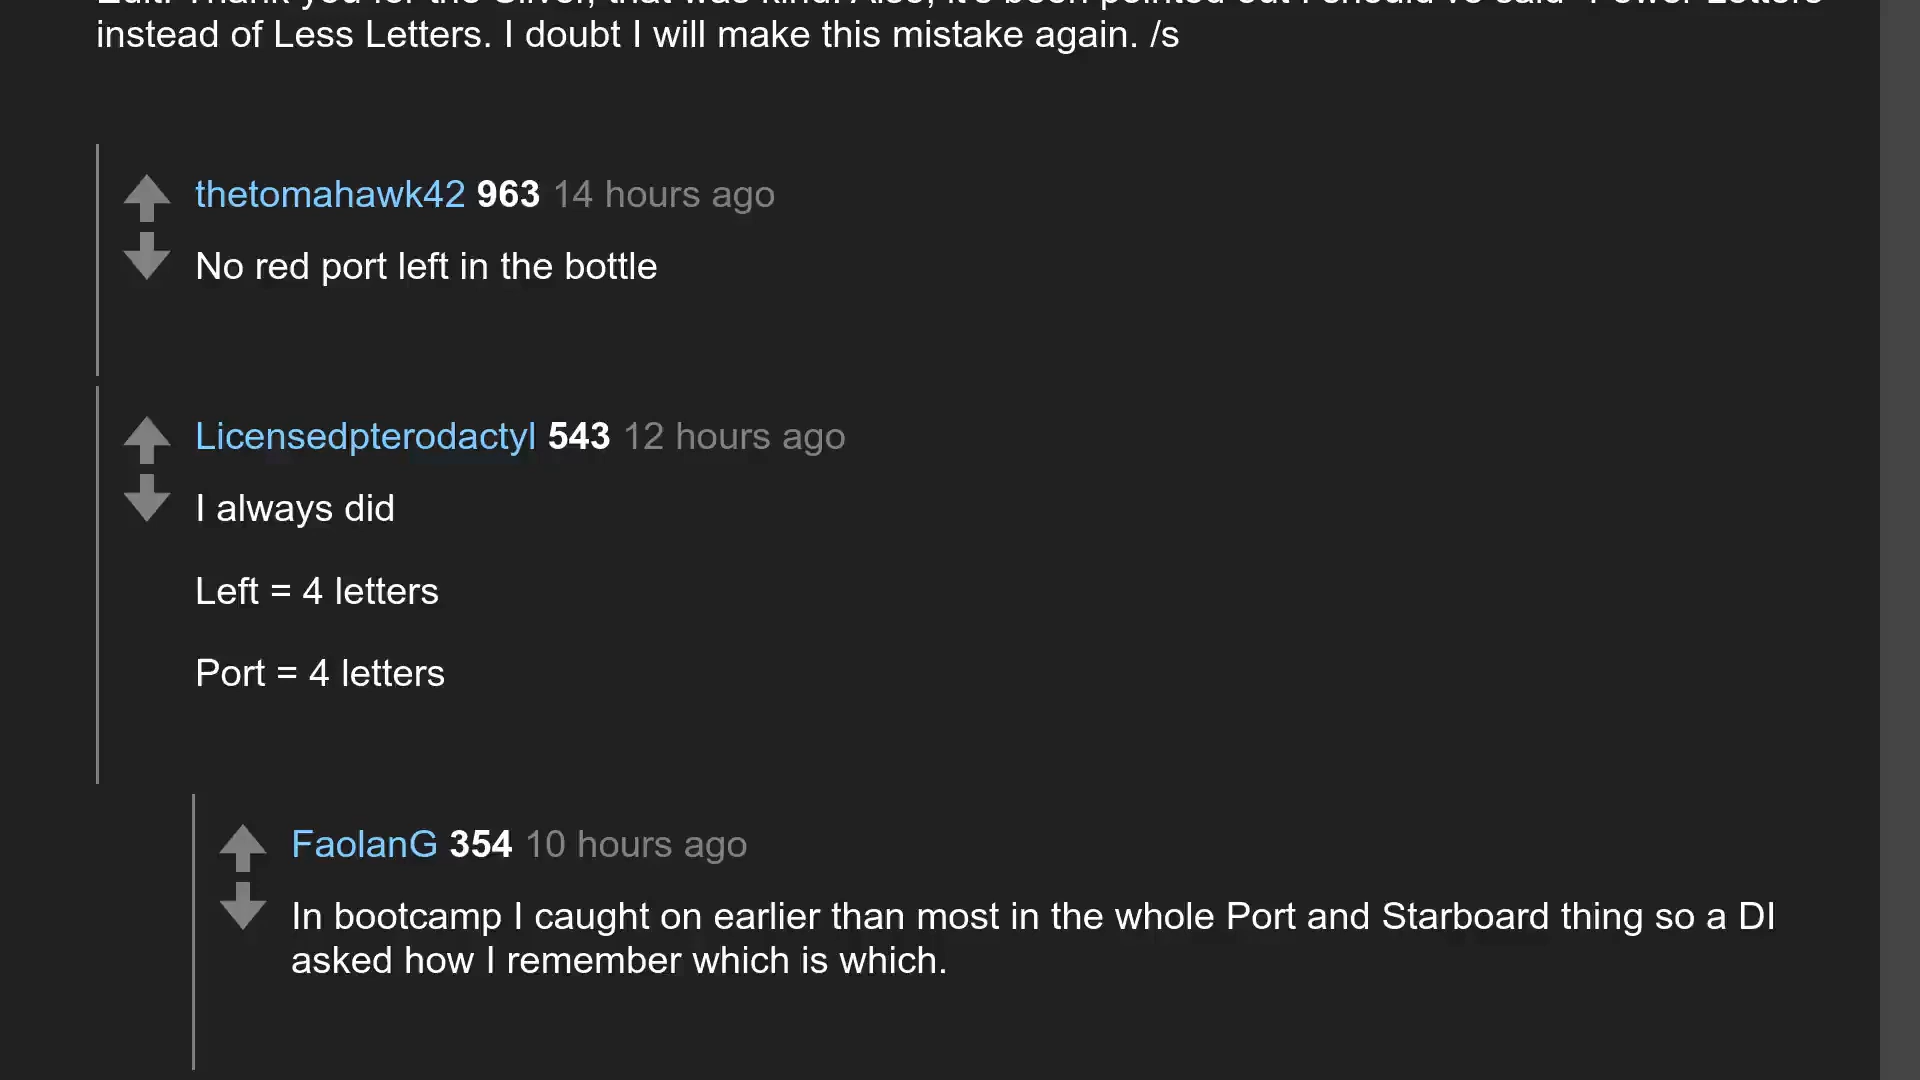 instead of Less Letters. I doubt I will make this mistake again. /s
thetomahawk42 963 14 hours ago
No red port left in the bottle
Licensedpterodactyl 543 12 hours ago
I always did
Left = 4 letters
Port = 4 letters
FaolanG 354 10 hours ago
In bootcamp I caught on earlier than most in the whole Port and Starboard thing so a DI
asked how I remember which is which.